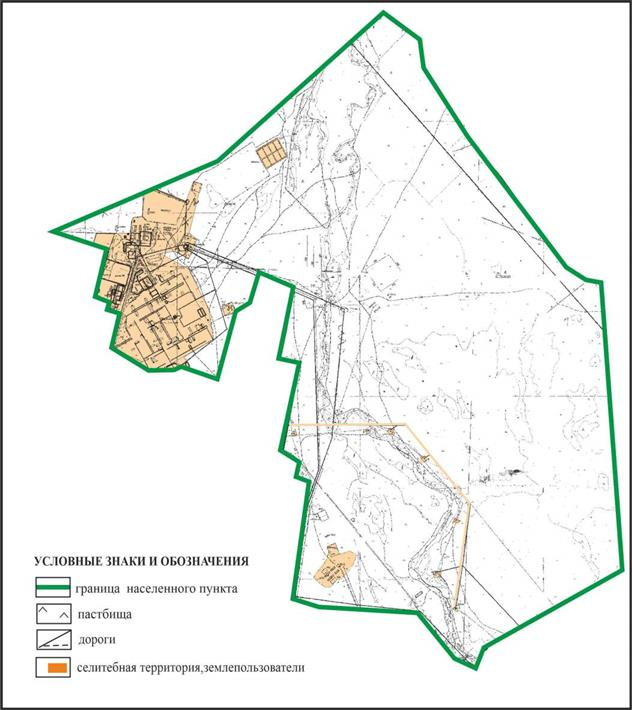 УСЛОВНЫЕ ЗНАКИ И ОБОЗНАЧЕНИЯ
граница населенного пункта
пастбища
дороги
селитебная территория,землепользователи